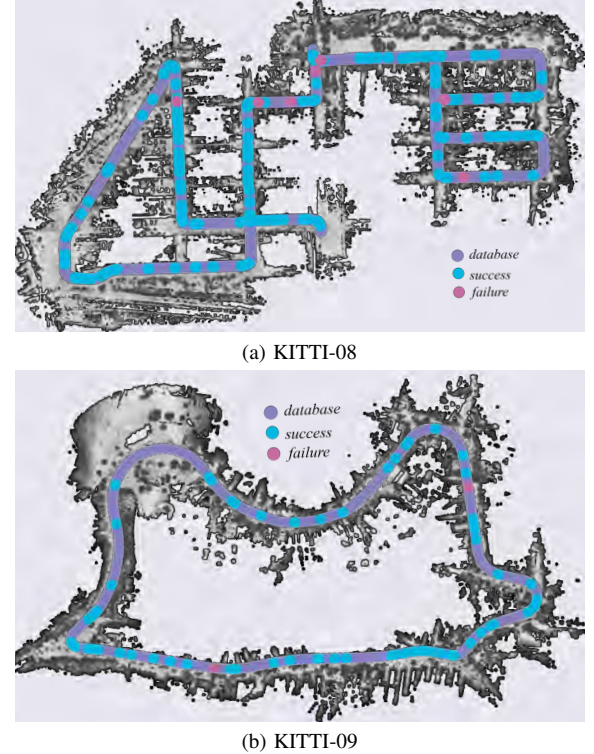 database
success
failure
(a) KITTI-08
database
success
failure
(b) KITTI-09